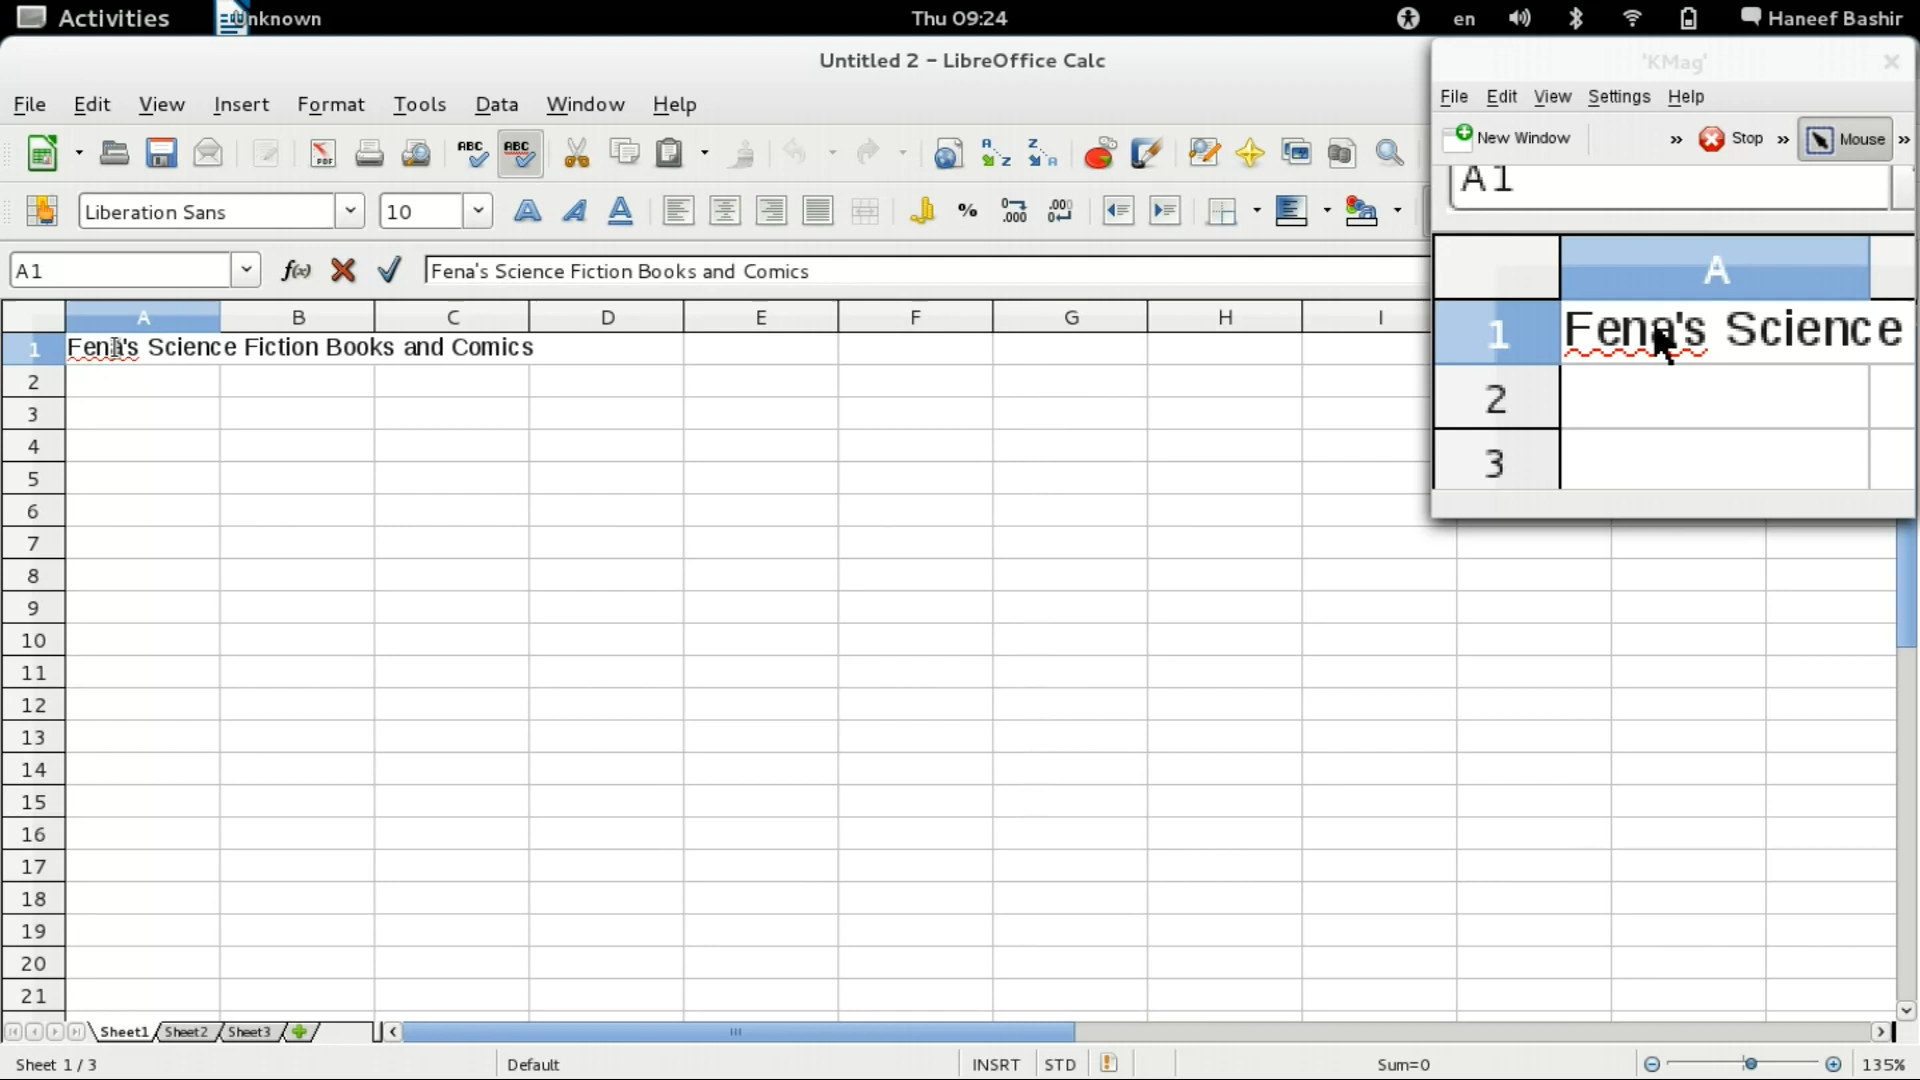 Activities Unknown Thu 09:24 en Haneef Bashir
Untitled 2 - LibreOffice Calc
'KMag'
File Edit View Insert Format Tools Data Window Help
File Edit View Settings Help
New Window » Stop » Mouse »
ABC ABC PDF
Liberation Sans 10
A1 Fena's Science Fiction Books and Comics
A B C D E F G H I
1 Fena's Science Fiction Books and Comics
2
3
4
5
6
7
8
9
10
11
12
13
14
15
16
17
18
19
20
21
A1
A
1 Fena's Science
2
3
Sheet1 Sheet2 Sheet3
Sheet 1 / 3 Default INSRT STD Sum=0 135%